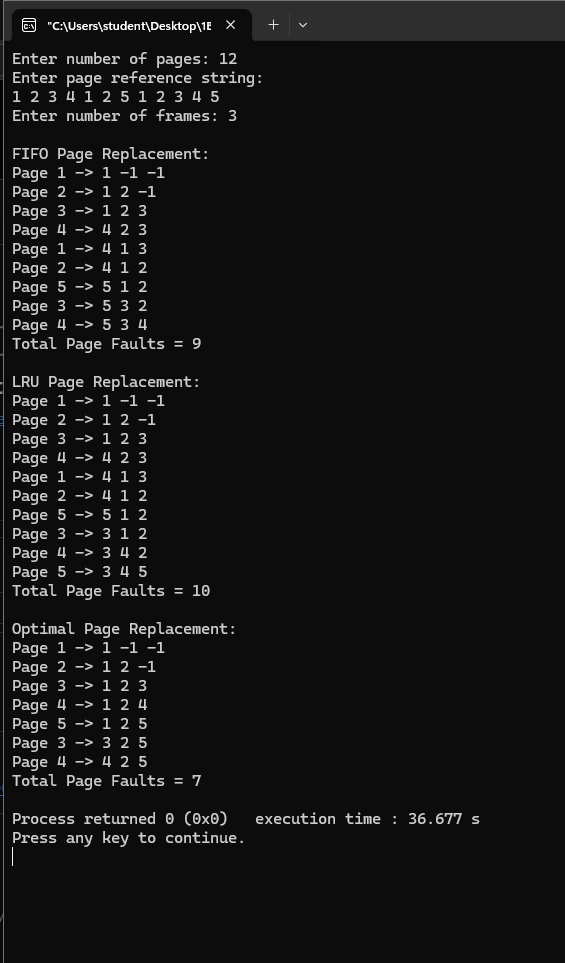 "C:\Users\student\Desktop\1E
Enter number of pages: 12
Enter page reference string:
1 2 3 4 1 2 5 1 2 3 4 5
Enter number of frames: 3
FIFO Page Replacement:
Page 1 -> 1 -1 -1
Page 2 -> 1 2 -1
Page 3 -> 1 2 3
Page 4 -> 4 2 3
Page 1 -> 4 1 3
Page 2 -> 4 1 2
Page 5 -> 5 1 2
Page 3 -> 5 3 2
Page 4 -> 5 3 4
Total Page Faults = 9
LRU Page Replacement:
Page 1 -> 1 -1 -1
Page 2 -> 1 2 -1
Page 3 -> 1 2 3
Page 4 -> 4 2 3
Page 1 -> 4 1 3
Page 2 -> 4 1 2
Page 5 -> 5 1 2
Page 3 -> 3 1 2
Page 4 -> 3 4 2
Page 5 -> 3 4 5
Total Page Faults = 10
Optimal Page Replacement:
Page 1 -> 1 -1 -1
Page 2 -> 1 2 -1
Page 3 -> 1 2 3
Page 4 -> 1 2 4
Page 5 -> 1 2 5
Page 3 -> 3 2 5
Page 4 -> 4 2 5
Total Page Faults = 7
Process returned 0 (0x0)   execution time : 36.677 s
Press any key to continue.